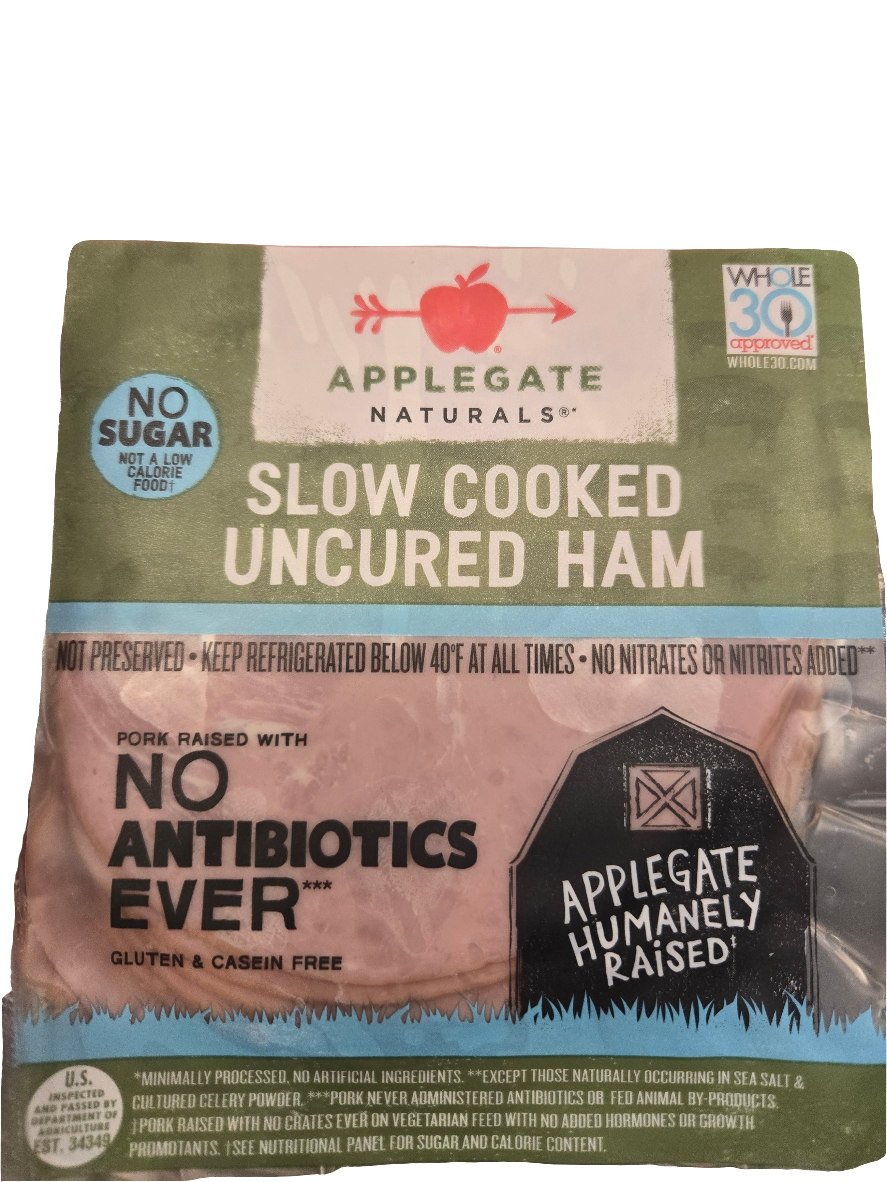 WHOLE
30
approved
WHOLE30.COM
APPLEGATE
NATURALS®*
NO
SUGAR
NOT A LOW
CALORIE
FOOD†
SLOW COOKED
UNCURED HAM
NOT PRESERVED • KEEP REFRIGERATED BELOW 40°F AT ALL TIMES • NO NITRATES OR NITRITES ADDED**
PORK RAISED WITH
NO
ANTIBIOTICS
EVER***
GLUTEN & CASEIN FREE
APPLEGATE
HUMANELY
RAiSED‡
U.S.
INSPECTED
AND PASSED BY
DEPARTMENT OF
AGRICULTURE
EST. 34349
*MINIMALLY PROCESSED, NO ARTIFICIAL INGREDIENTS. **EXCEPT THOSE NATURALLY OCCURRING IN SEA SALT &
CULTURED CELERY POWDER. ***PORK NEVER ADMINISTERED ANTIBIOTICS OR FED ANIMAL BY-PRODUCTS.
‡PORK RAISED WITH NO CRATES EVER ON VEGETARIAN FEED WITH NO ADDED HORMONES OR GROWTH
PROMOTANTS. †SEE NUTRITIONAL PANEL FOR SUGAR AND CALORIE CONTENT.